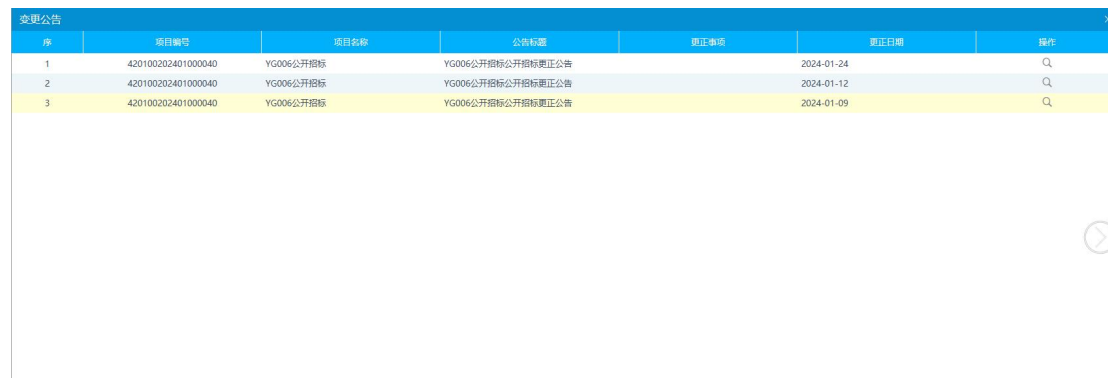 变更公告
序 项目编号 项目名称 公告标题 更正事项 更正日期 操作
1 420100202401000040 YG006公开招标 YG006公开招标公开招标更正公告 2024-01-24
2 420100202401000040 YG006公开招标 YG006公开招标公开招标更正公告 2024-01-12
3 420100202401000040 YG006公开招标 YG006公开招标公开招标更正公告 2024-01-09